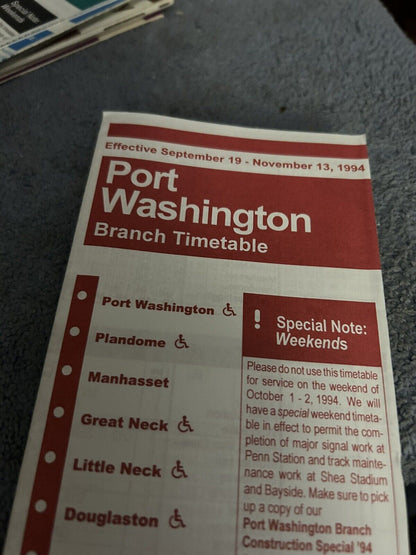 Special Note:
Weekends
Effective September 19 - November 13, 1994
Port
Washington
Branch Timetable
Port Washington
Plandome
Manhasset
Great Neck
Little Neck
Douglaston
! Special Note:
Weekends
Please do not use this timetable
for service on the weekend of
October 1 - 2, 1994. We will
have a special weekend timeta-
ble in effect to permit the com-
pletion of major signal work at
Penn Station and track mainte-
nance work at Shea Stadium
and Bayside. Make sure to pick
up a copy of our
Port Washington Branch
Construction Special '94